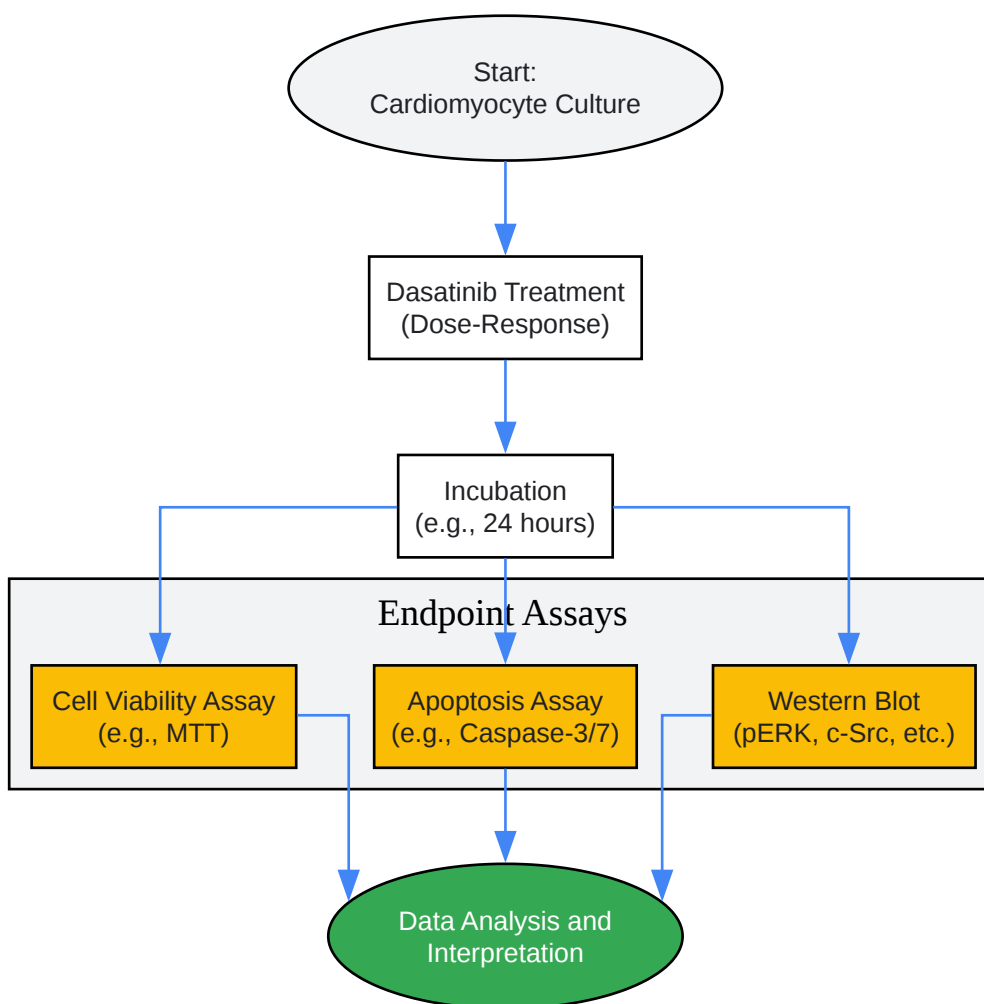 Start:
Cardiomyocyte Culture
Dasatinib Treatment
(Dose-Response)
Incubation
(e.g., 24 hours)
Endpoint Assays
Cell Viability Assay
(e.g., MTT)
Apoptosis Assay
(e.g., Caspase-3/7)
Western Blot
(pERK, c-Src, etc.)
Data Analysis and
Interpretation